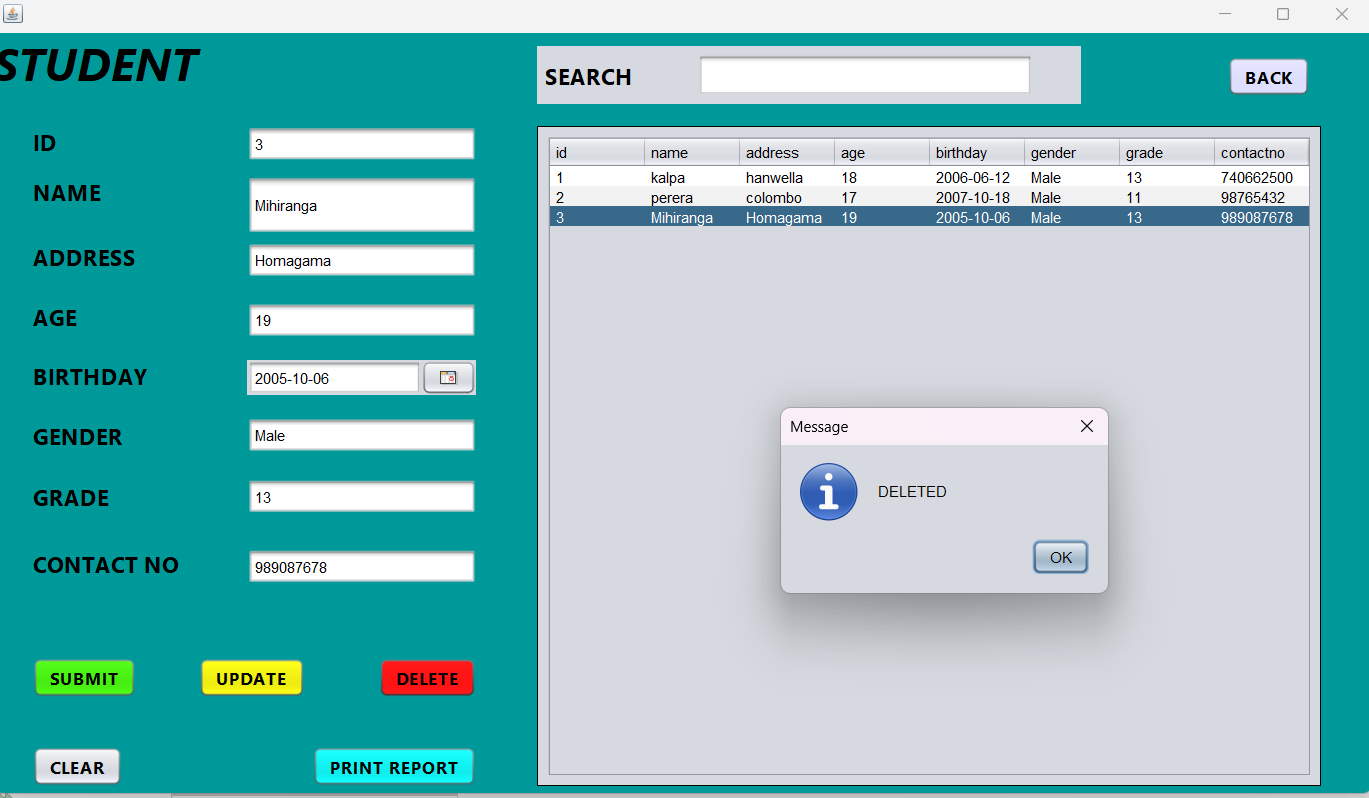 STUDENT
SEARCH
BACK
ID 3
NAME Mihiranga
ADDRESS Homagama
AGE 19
BIRTHDAY 2005-10-06
GENDER Male
GRADE 13
CONTACT NO 989087678
SUBMIT UPDATE DELETE
CLEAR PRINT REPORT
id name address age birthday gender grade contactno
1 kalpa hanwella 18 2006-06-12 Male 13 740662500
2 perera colombo 17 2007-10-18 Male 11 98765432
3 Mihiranga Homagama 19 2005-10-06 Male 13 989087678
Message
DELETED
OK